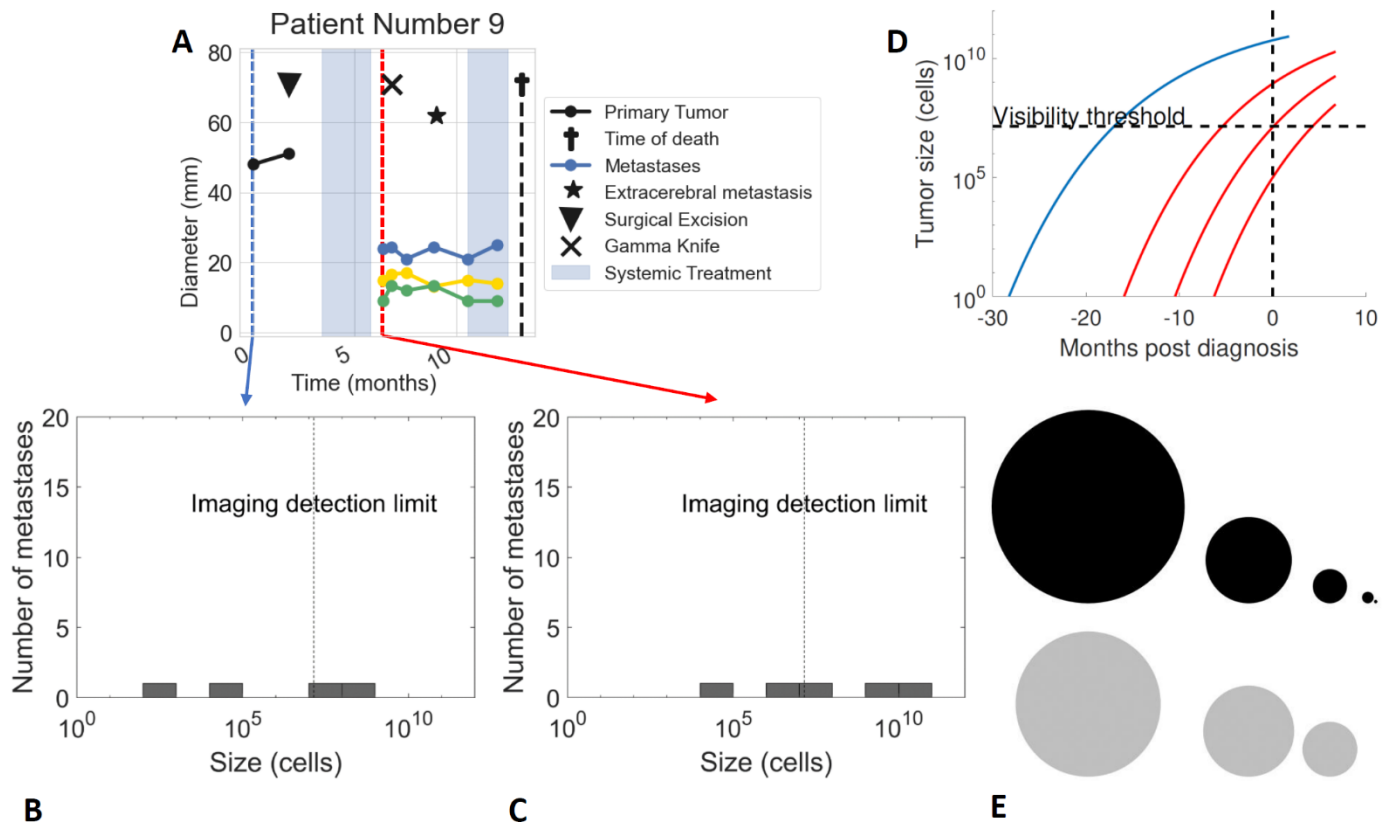 A
Patient Number 9
80
60
40
20
0
Diameter (mm)
0
5
10
Time (months)
Primary Tumor
Time of death
Metastases
Extracerebral metastasis
Surgical Excision
Gamma Knife
Systemic Treatment
D
10^10
10^5
10^0
Tumor size (cells)
Visibility threshold
-30
-20
-10
0
10
Months post diagnosis
20
15
10
5
0
Number of metastases
Imaging detection limit
10^0
10^5
10^10
Size (cells)
B
20
15
10
5
0
Number of metastases
Imaging detection limit
10^0
10^5
10^10
Size (cells)
C
E